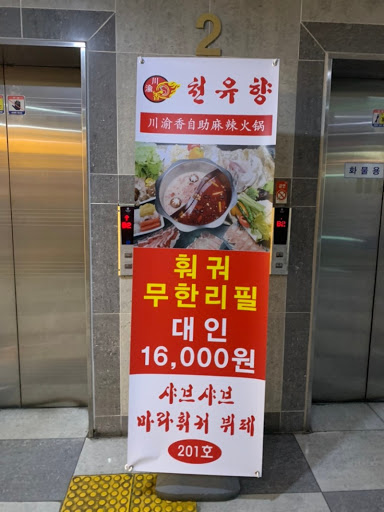 2
川渝香
천유향
川渝香自助麻辣火锅
훠궈
무한리필
대인
16,000원
샤브샤브
마라훠거 뷔페
201호
화물용